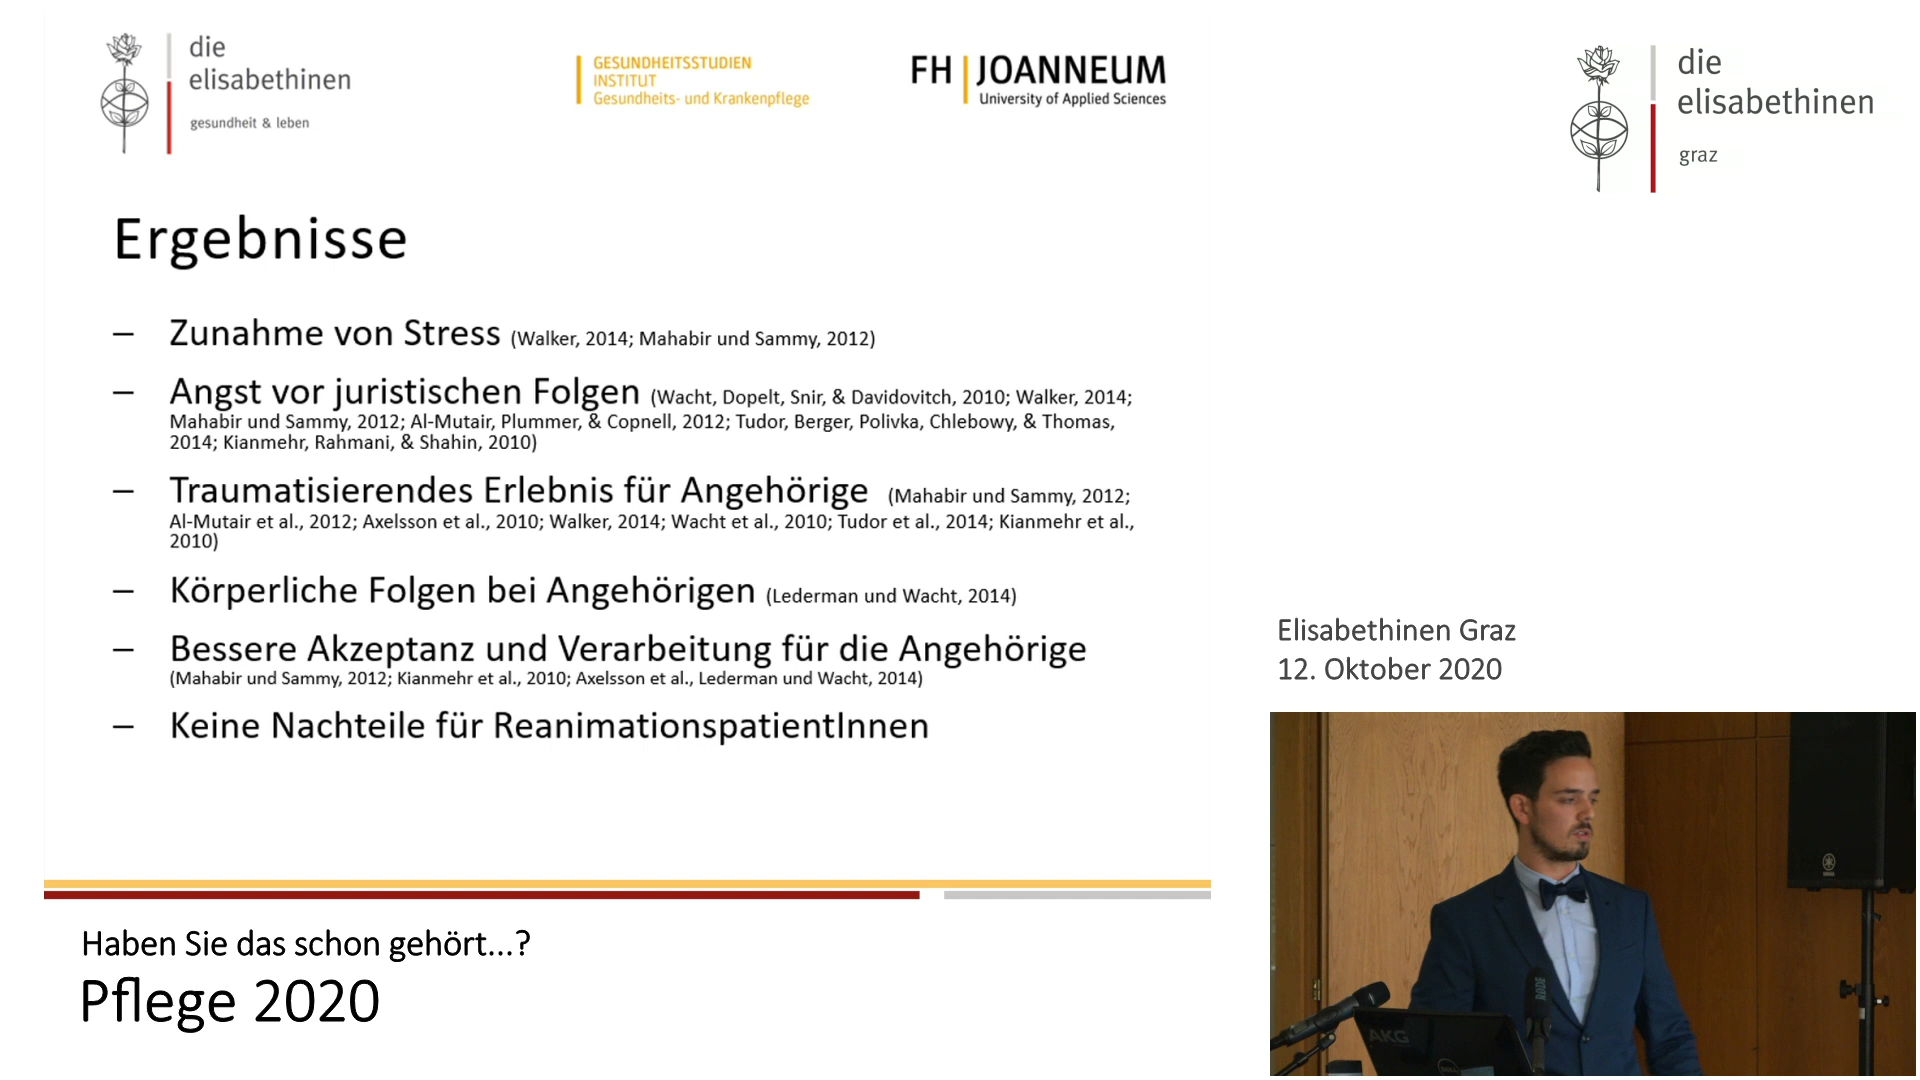 die
elisabethinen
gesundheit & leben
GESUNDHEITSSTUDIEN
INSTITUT
Gesundheits- und Krankenpflege
FH JOANNEUM
University of Applied Sciences
die
elisabethinen
graz
Ergebnisse
– Zunahme von Stress (Walker, 2014; Mahabir und Sammy, 2012)
– Angst vor juristischen Folgen (Wacht, Dopelt, Snir, & Davidovitch, 2010; Walker, 2014;
Mahabir und Sammy, 2012; Al-Mutair, Plummer, & Copnell, 2012; Tudor, Berger, Polivka, Chlebowy, & Thomas,
2014; Kianmehr, Rahmani, & Shahin, 2010)
– Traumatisierendes Erlebnis für Angehörige (Mahabir und Sammy, 2012;
Al-Mutair et al., 2012; Axelsson et al., 2010; Walker, 2014; Wacht et al., 2010; Tudor et al., 2014; Kianmehr et al.,
2010)
– Körperliche Folgen bei Angehörigen (Lederman und Wacht, 2014)
– Bessere Akzeptanz und Verarbeitung für die Angehörige
(Mahabir und Sammy, 2012; Kianmehr et al., 2010; Axelsson et al., Lederman und Wacht, 2014)
– Keine Nachteile für ReanimationspatientInnen
Elisabethinen Graz
12. Oktober 2020
Haben Sie das schon gehört...?
Pflege 2020
AKG
RØDE